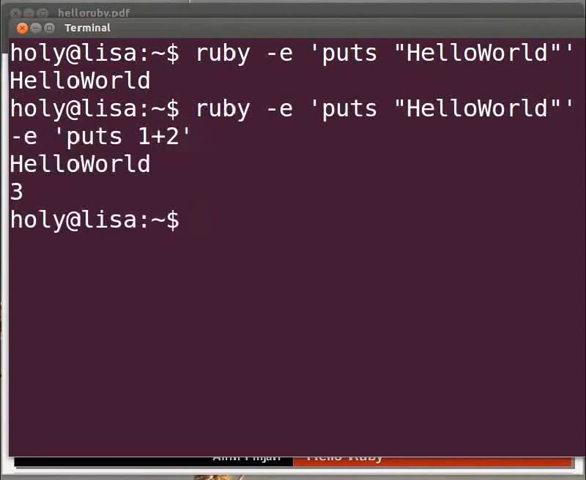 helloruby.pdf
Terminal
holy@lisa:~$ ruby -e 'puts "HelloWorld"'
HelloWorld
holy@lisa:~$ ruby -e 'puts "HelloWorld"'
-e 'puts 1+2'
HelloWorld
3
holy@lisa:~$
Hello Ruby